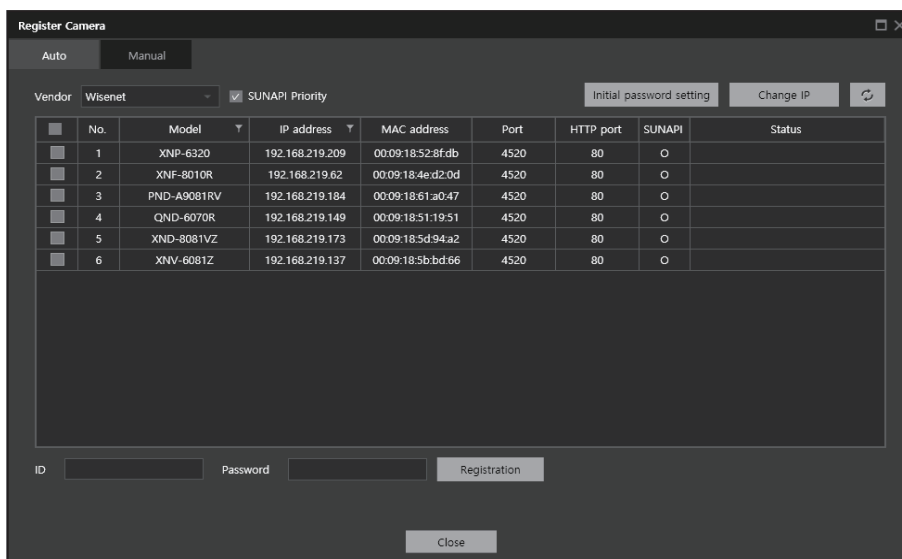 Register Camera
Auto Manual
Vendor Wisenet SUNAPI Priority Initial password setting Change IP
No. Model IP address MAC address Port HTTP port SUNAPI Status
1 XNP-6320 192.168.219.209 00:09:18:52:8f:db 4520 80 O
2 XNF-8010R 192.168.219.62 00:09:18:4e:d2:0d 4520 80 O
3 PND-A9081RV 192.168.219.184 00:09:18:61:a0:47 4520 80 O
4 QND-6070R 192.168.219.149 00:09:18:51:19:51 4520 80 O
5 XND-8081VZ 192.168.219.173 00:09:18:5d:94:a2 4520 80 O
6 XNV-6081Z 192.168.219.137 00:09:18:5b:bd:66 4520 80 O
ID Password Registration
Close